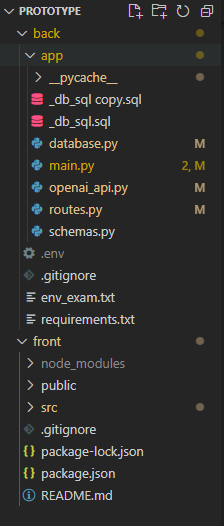 PROTOTYPE
back
app
__pycache__
_db_sql copy.sql
_db_sql.sql
database.py M
main.py 2, M
openai_api.py M
routes.py M
schemas.py
.env
.gitignore
env_exam.txt
requirements.txt
front
node_modules
public
src
.gitignore
package-lock.json
package.json
README.md